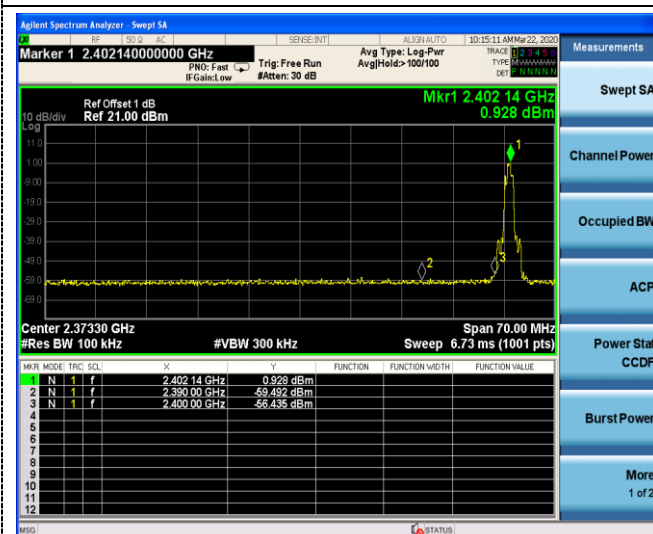 Agilent Spectrum Analyzer - Swept SA
RF 50 Ω AC SENSE:INT ALIGN AUTO 10:15:11 AM Mar 22, 2020
Marker 1 2.402140000000 GHz
PNO: Fast
IFGain:Low
Trig: Free Run
#Atten: 30 dB
Avg Type: Log-Pwr
Avg|Hold:> 100/100
TRACE 1 2 3 4 5 6
TYPE
DET P N N N N N
Measurements
Swept SA
Channel Power
Occupied BW
ACP
Power Stat
CCDF
Burst Power
More
1 of 2
Mkr1 2.402 14 GHz
0.928 dBm
Ref Offset 1 dB
10 dB/div Ref 21.00 dBm
Log
11.0
1.00
-9.00
-19.0
-29.0
-39.0
-49.0
-59.0
-69.0
1
2
3
Center 2.37330 GHz Span 70.00 MHz
#Res BW 100 kHz #VBW 300 kHz Sweep 6.73 ms (1001 pts)
MKR MODE TRC SCL X Y FUNCTION FUNCTION WIDTH FUNCTION VALUE
1 N 1 f 2.402 14 GHz 0.928 dBm
2 N 1 f 2.390 00 GHz -59.492 dBm
3 N 1 f 2.400 00 GHz -56.435 dBm
4
5
6
7
8
9
10
11
12
MSG STATUS